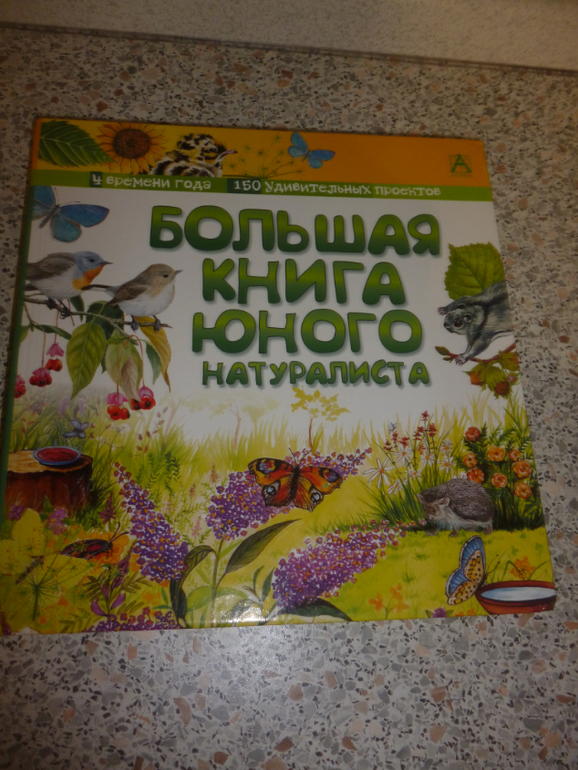 4 времени года 150 удивительных проектов
БОЛЬШАЯ
КНИГА
ЮНОГО
НАТУРАЛИСТА